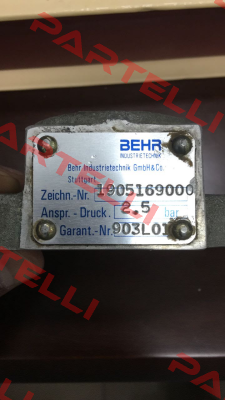 PARTELLI
BEHR
INDUSTRIETECHNIK
Behr Industrietechnik GmbH & Co.
Stuttgart
Zeichn.-Nr. 1905169000
Anspr.- Druck. 2.5 bar
Garant.-Nr. 903L01
PARTELLI
PARTELLI